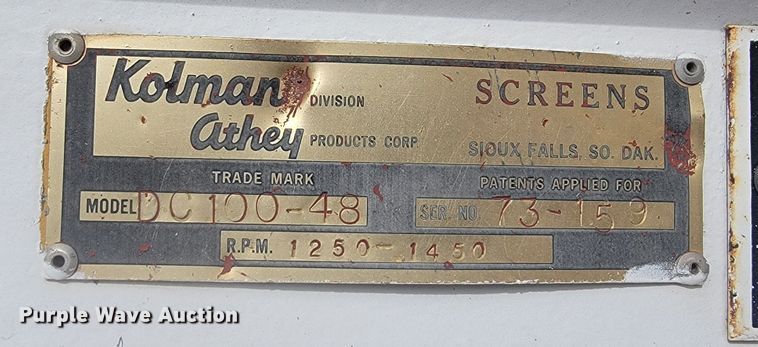 Kolman DIVISION SCREENS
athey PRODUCTS CORP. SIOUX FALLS, SO. DAK.
TRADE MARK PATENTS APPLIED FOR
MODEL DC100-48 SER. NO. 73-159
R.P.M. 1250-1450
Purple Wave Auction